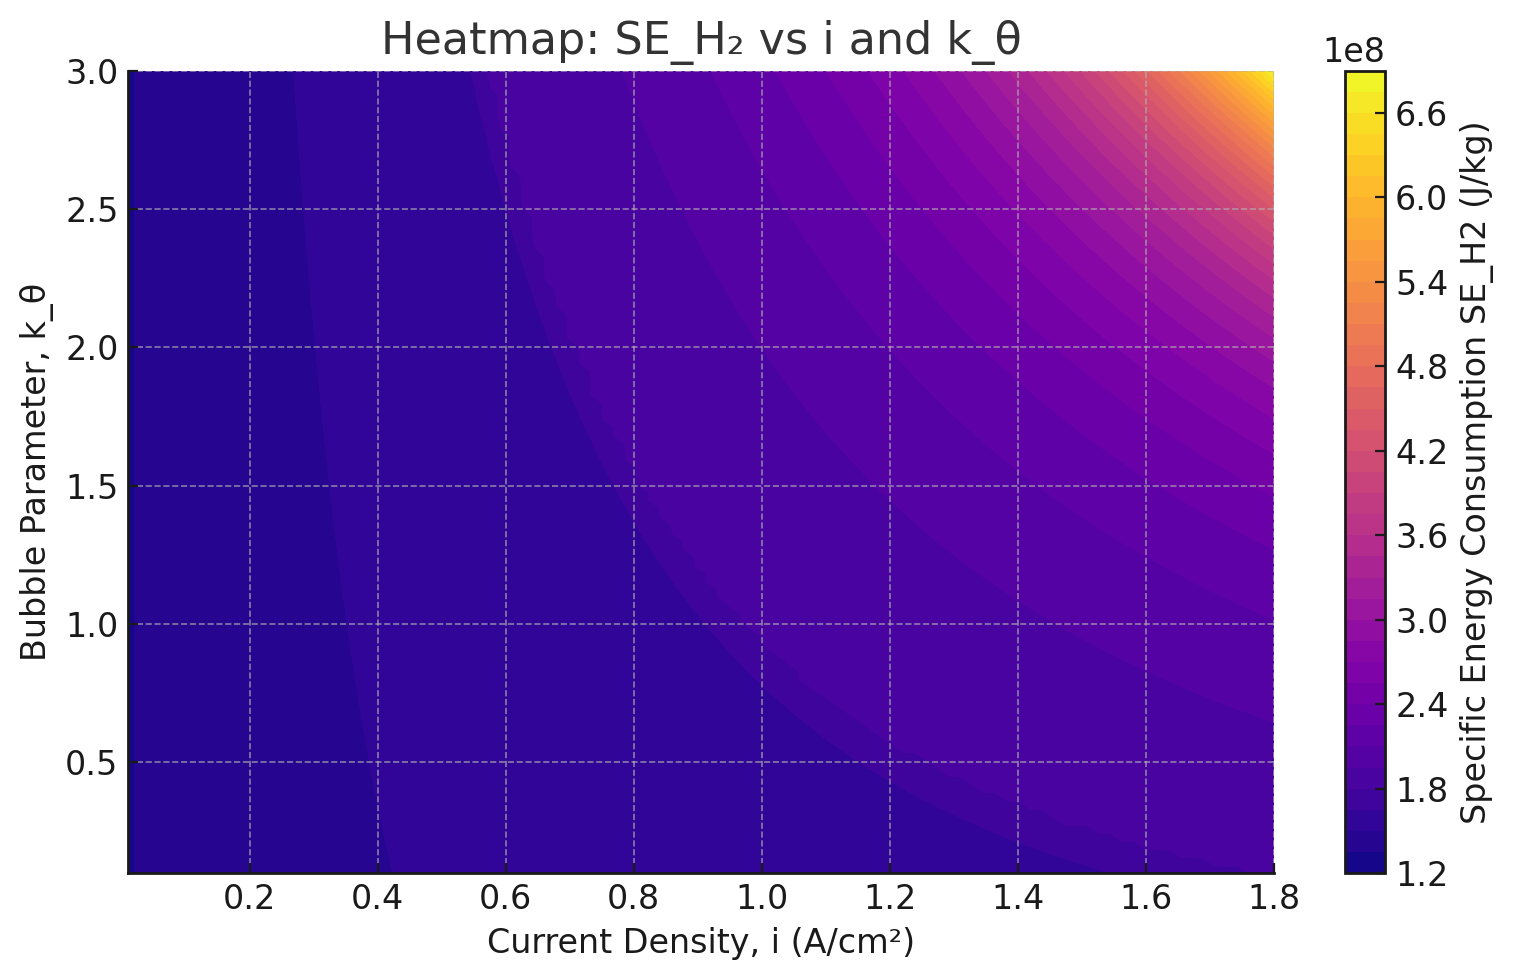 Heatmap: SE_H₂ vs i and k_θ
1e8
3.0
2.5
2.0
1.5
1.0
0.5
Bubble Parameter, k_θ
0.2 0.4 0.6 0.8 1.0 1.2 1.4 1.6 1.8
Current Density, i (A/cm²)
6.6
6.0
5.4
4.8
4.2
3.6
3.0
2.4
1.8
1.2
Specific Energy Consumption SE_H2 (J/kg)